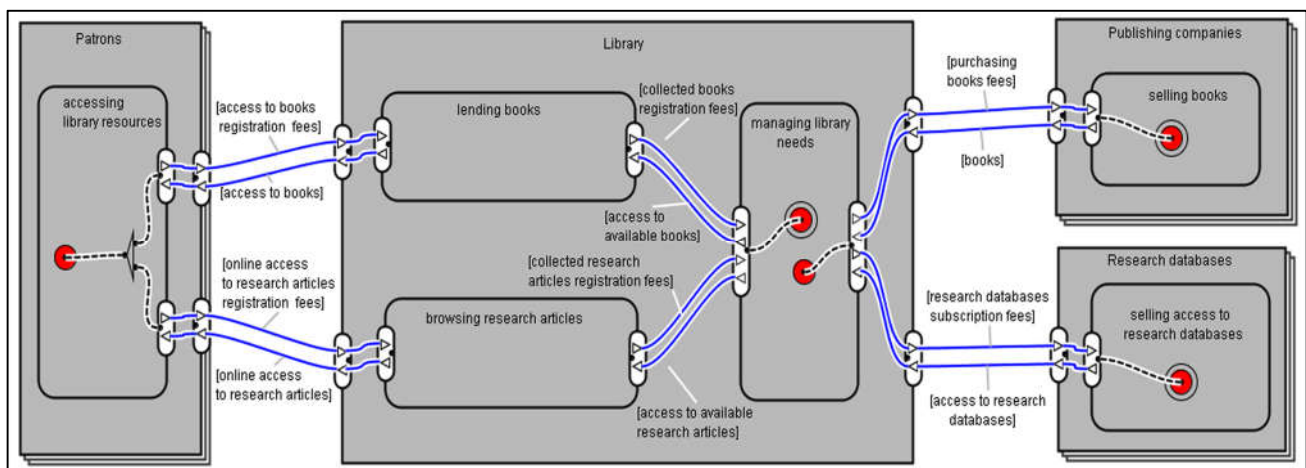 Patrons
accessing
library resources
[access to books
registration fees]
[access to books]
[online access
to research articles
registration fees]
[online access
to research articles]
Library
lending books
browsing research articles
[collected books
registration fees]
[access to
available books]
[collected research
articles registration fees]
[access to available
research articles]
managing library
needs
[purchasing
books fees]
[books]
[research databases
subscription fees]
[access to research
databases]
Publishing companies
selling books
Research databases
selling access to
research databases